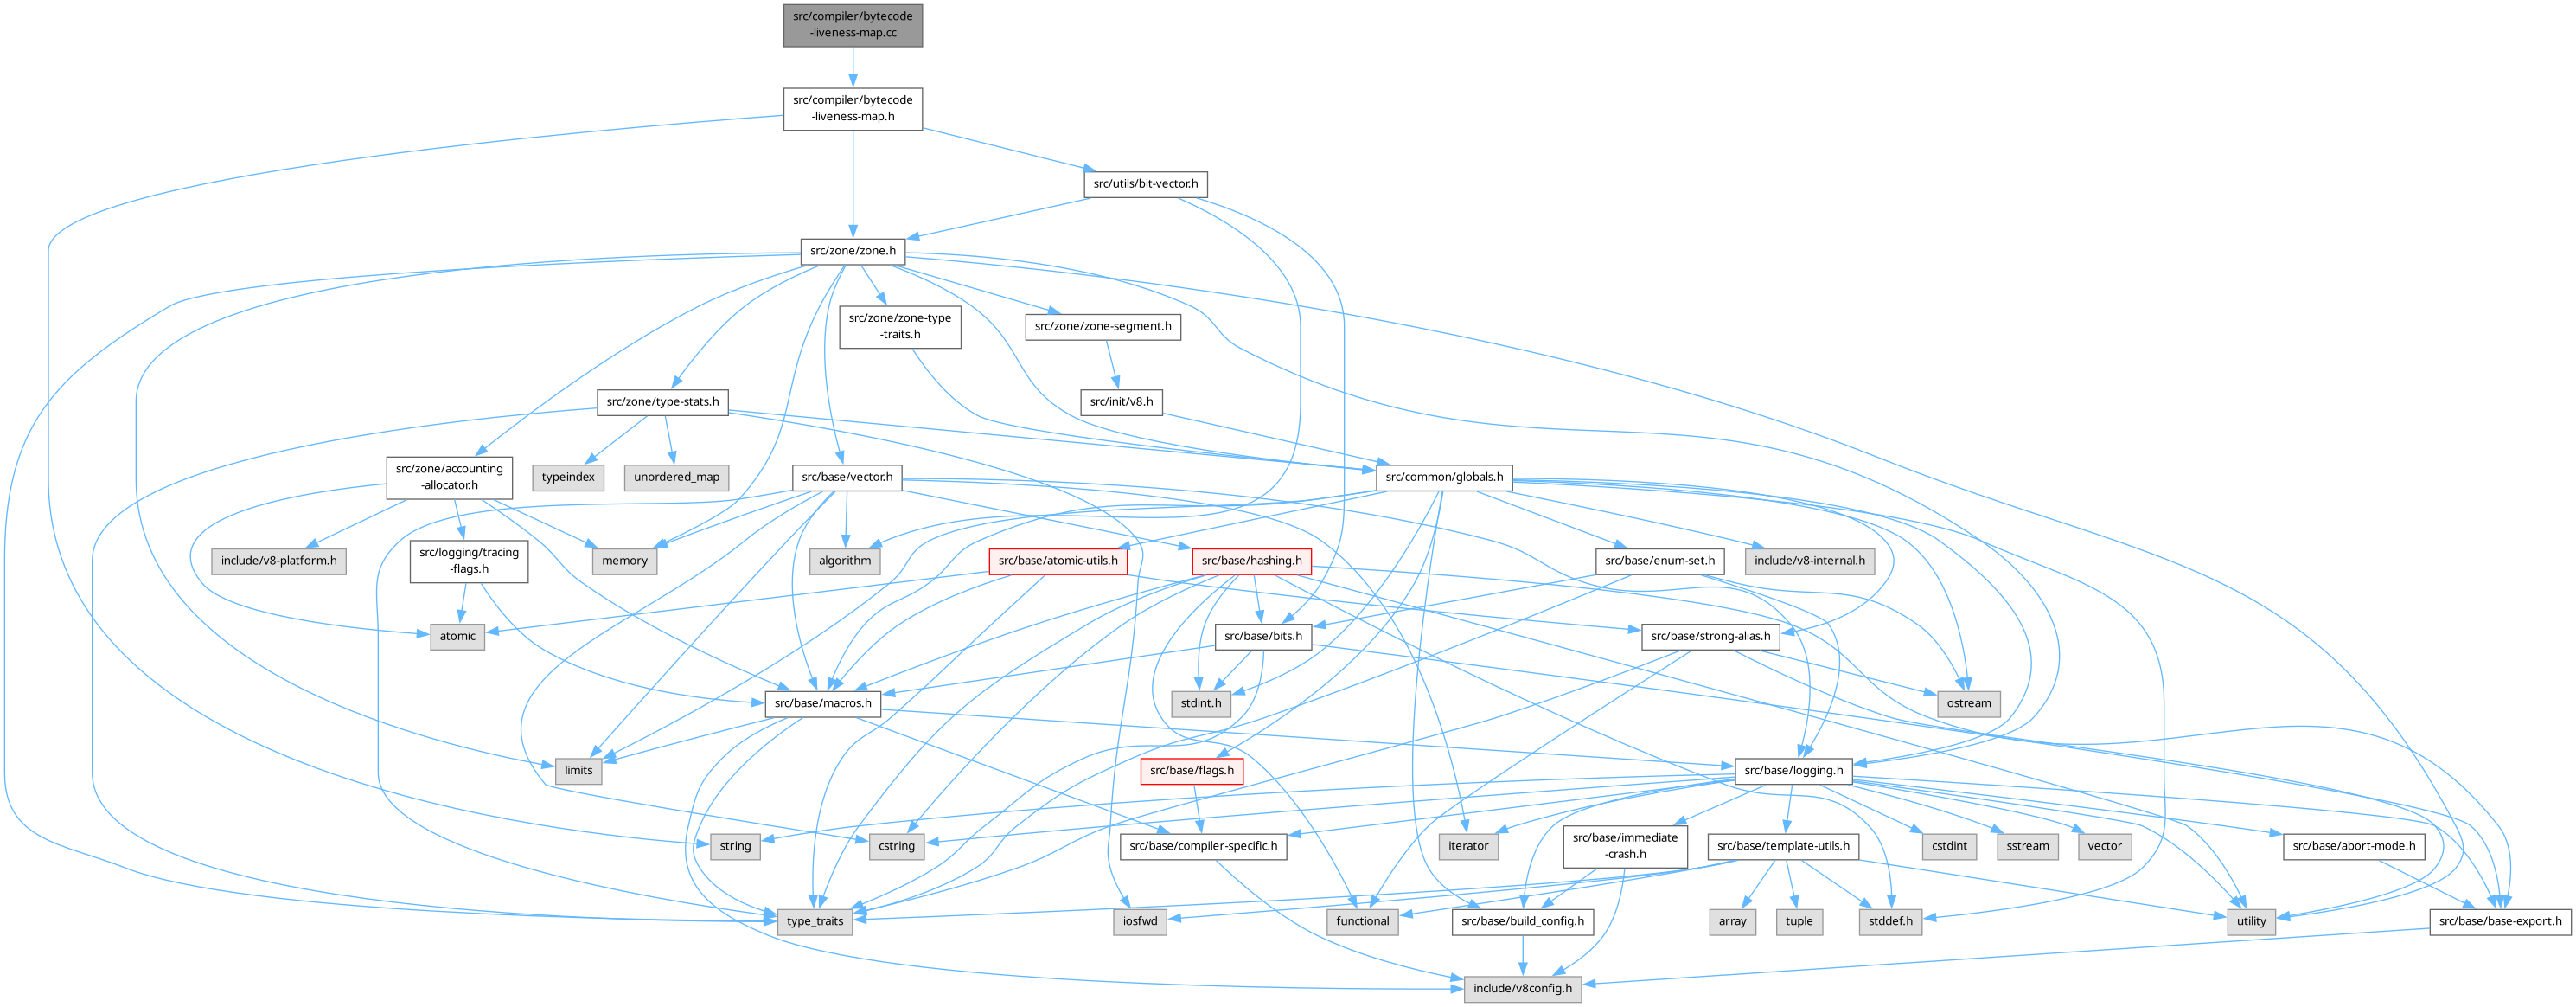 src/compiler/bytecode
-liveness-map.cc
src/compiler/bytecode
-liveness-map.h
src/utils/bit-vector.h
src/zone/zone.h
src/zone/zone-type
-traits.h
src/zone/zone-segment.h
src/zone/type-stats.h
src/init/v8.h
src/zone/accounting
-allocator.h
typeindex
unordered_map
src/base/vector.h
src/common/globals.h
include/v8-platform.h
src/logging/tracing
-flags.h
memory
algorithm
src/base/atomic-utils.h
src/base/hashing.h
src/base/enum-set.h
include/v8-internal.h
atomic
src/base/bits.h
src/base/strong-alias.h
src/base/macros.h
stdint.h
ostream
limits
src/base/flags.h
src/base/logging.h
string
cstring
src/base/compiler-specific.h
iterator
src/base/immediate
-crash.h
src/base/template-utils.h
cstdint
sstream
vector
src/base/abort-mode.h
type_traits
iosfwd
functional
src/base/build_config.h
array
tuple
stddef.h
utility
src/base/base-export.h
include/v8config.h